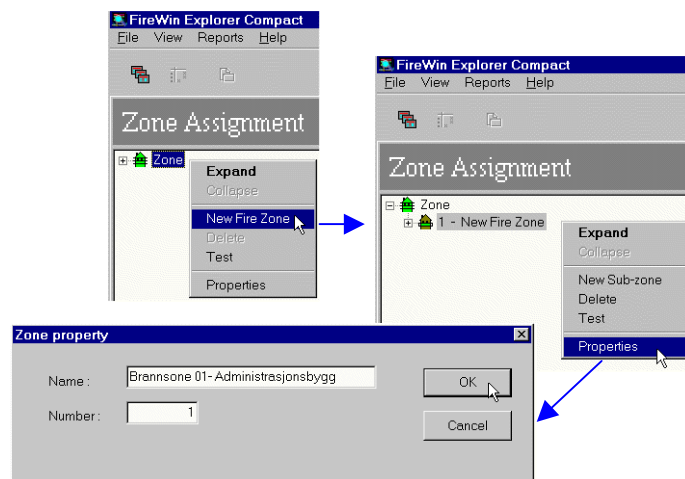 FireWin Explorer Compact
File View Reports Help
Zone Assignment
Zone
Expand
Collapse
New Fire Zone
Delete
Test
Properties
FireWin Explorer Compact
File View Reports Help
Zone Assignment
Zone
1 - New Fire Zone
Expand
Collapse
New Sub-zone
Delete
Test
Properties
Zone property
Name : Brannsone 01- Administrasjonsbygg
OK
Number : 1
Cancel